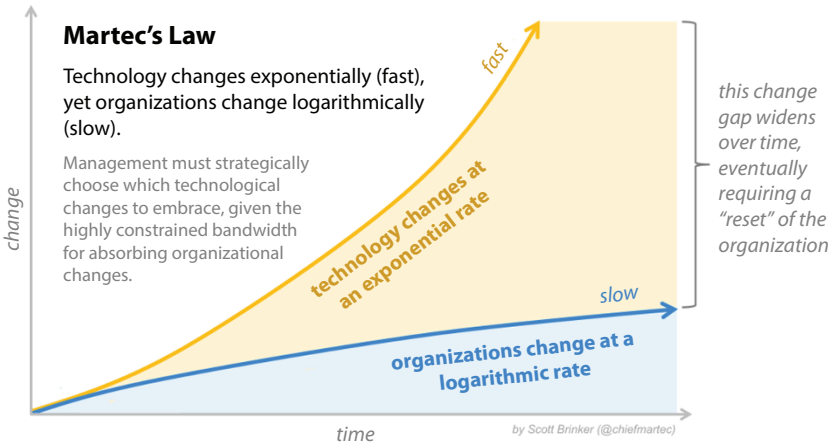 Martec’s Law
Technology changes exponentially (fast),
yet organizations change logarithmically
(slow).
Management must strategically
choose which technological
changes to embrace, given the
highly constrained bandwidth
for absorbing organizational
changes.
change
fast
technology changes at
an exponential rate
slow
organizations change at a
logarithmic rate
this change
gap widens
over time,
eventually
requiring a
“reset” of the
organization
time
by Scott Brinker (@chiefmartec)